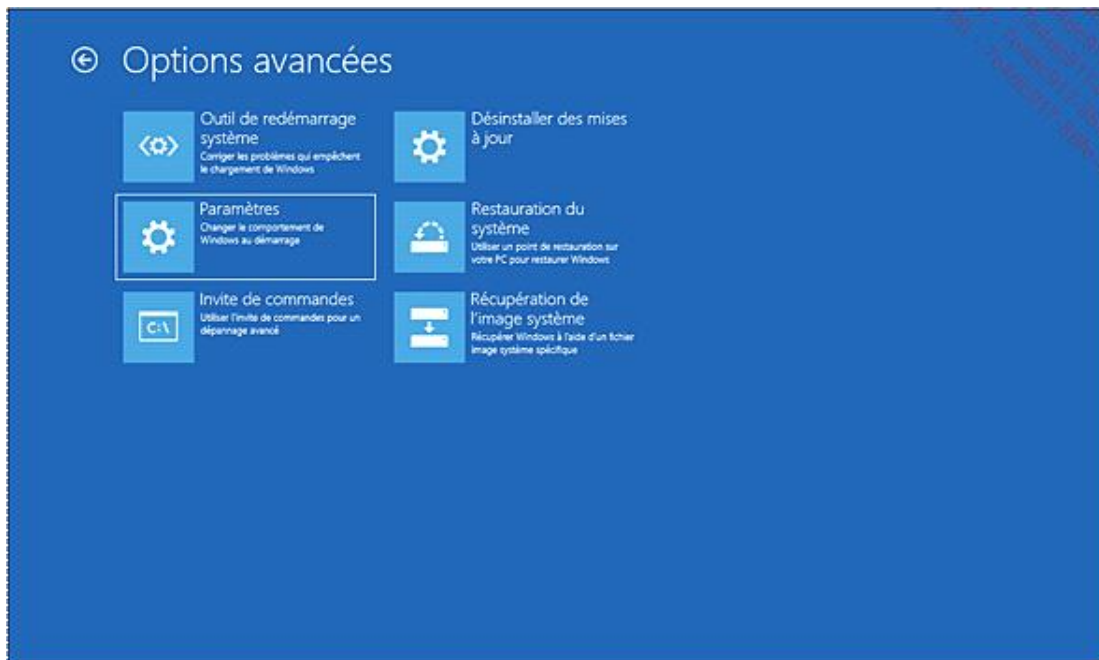 Options avancées
Outil de redémarrage
système
Corriger les problèmes qui empêchent
le chargement de Windows
Désinstaller des mises
à jour
Paramètres
Changer le comportement de
Windows au démarrage
Restauration du
système
Utiliser un point de restauration sur
votre PC pour restaurer Windows
Invite de commandes
Utiliser l'invite de commandes pour un
dépannage avancé
C:\
Récupération de
l'image système
Récupérer Windows à l'aide d'un fichier
image système spécifique